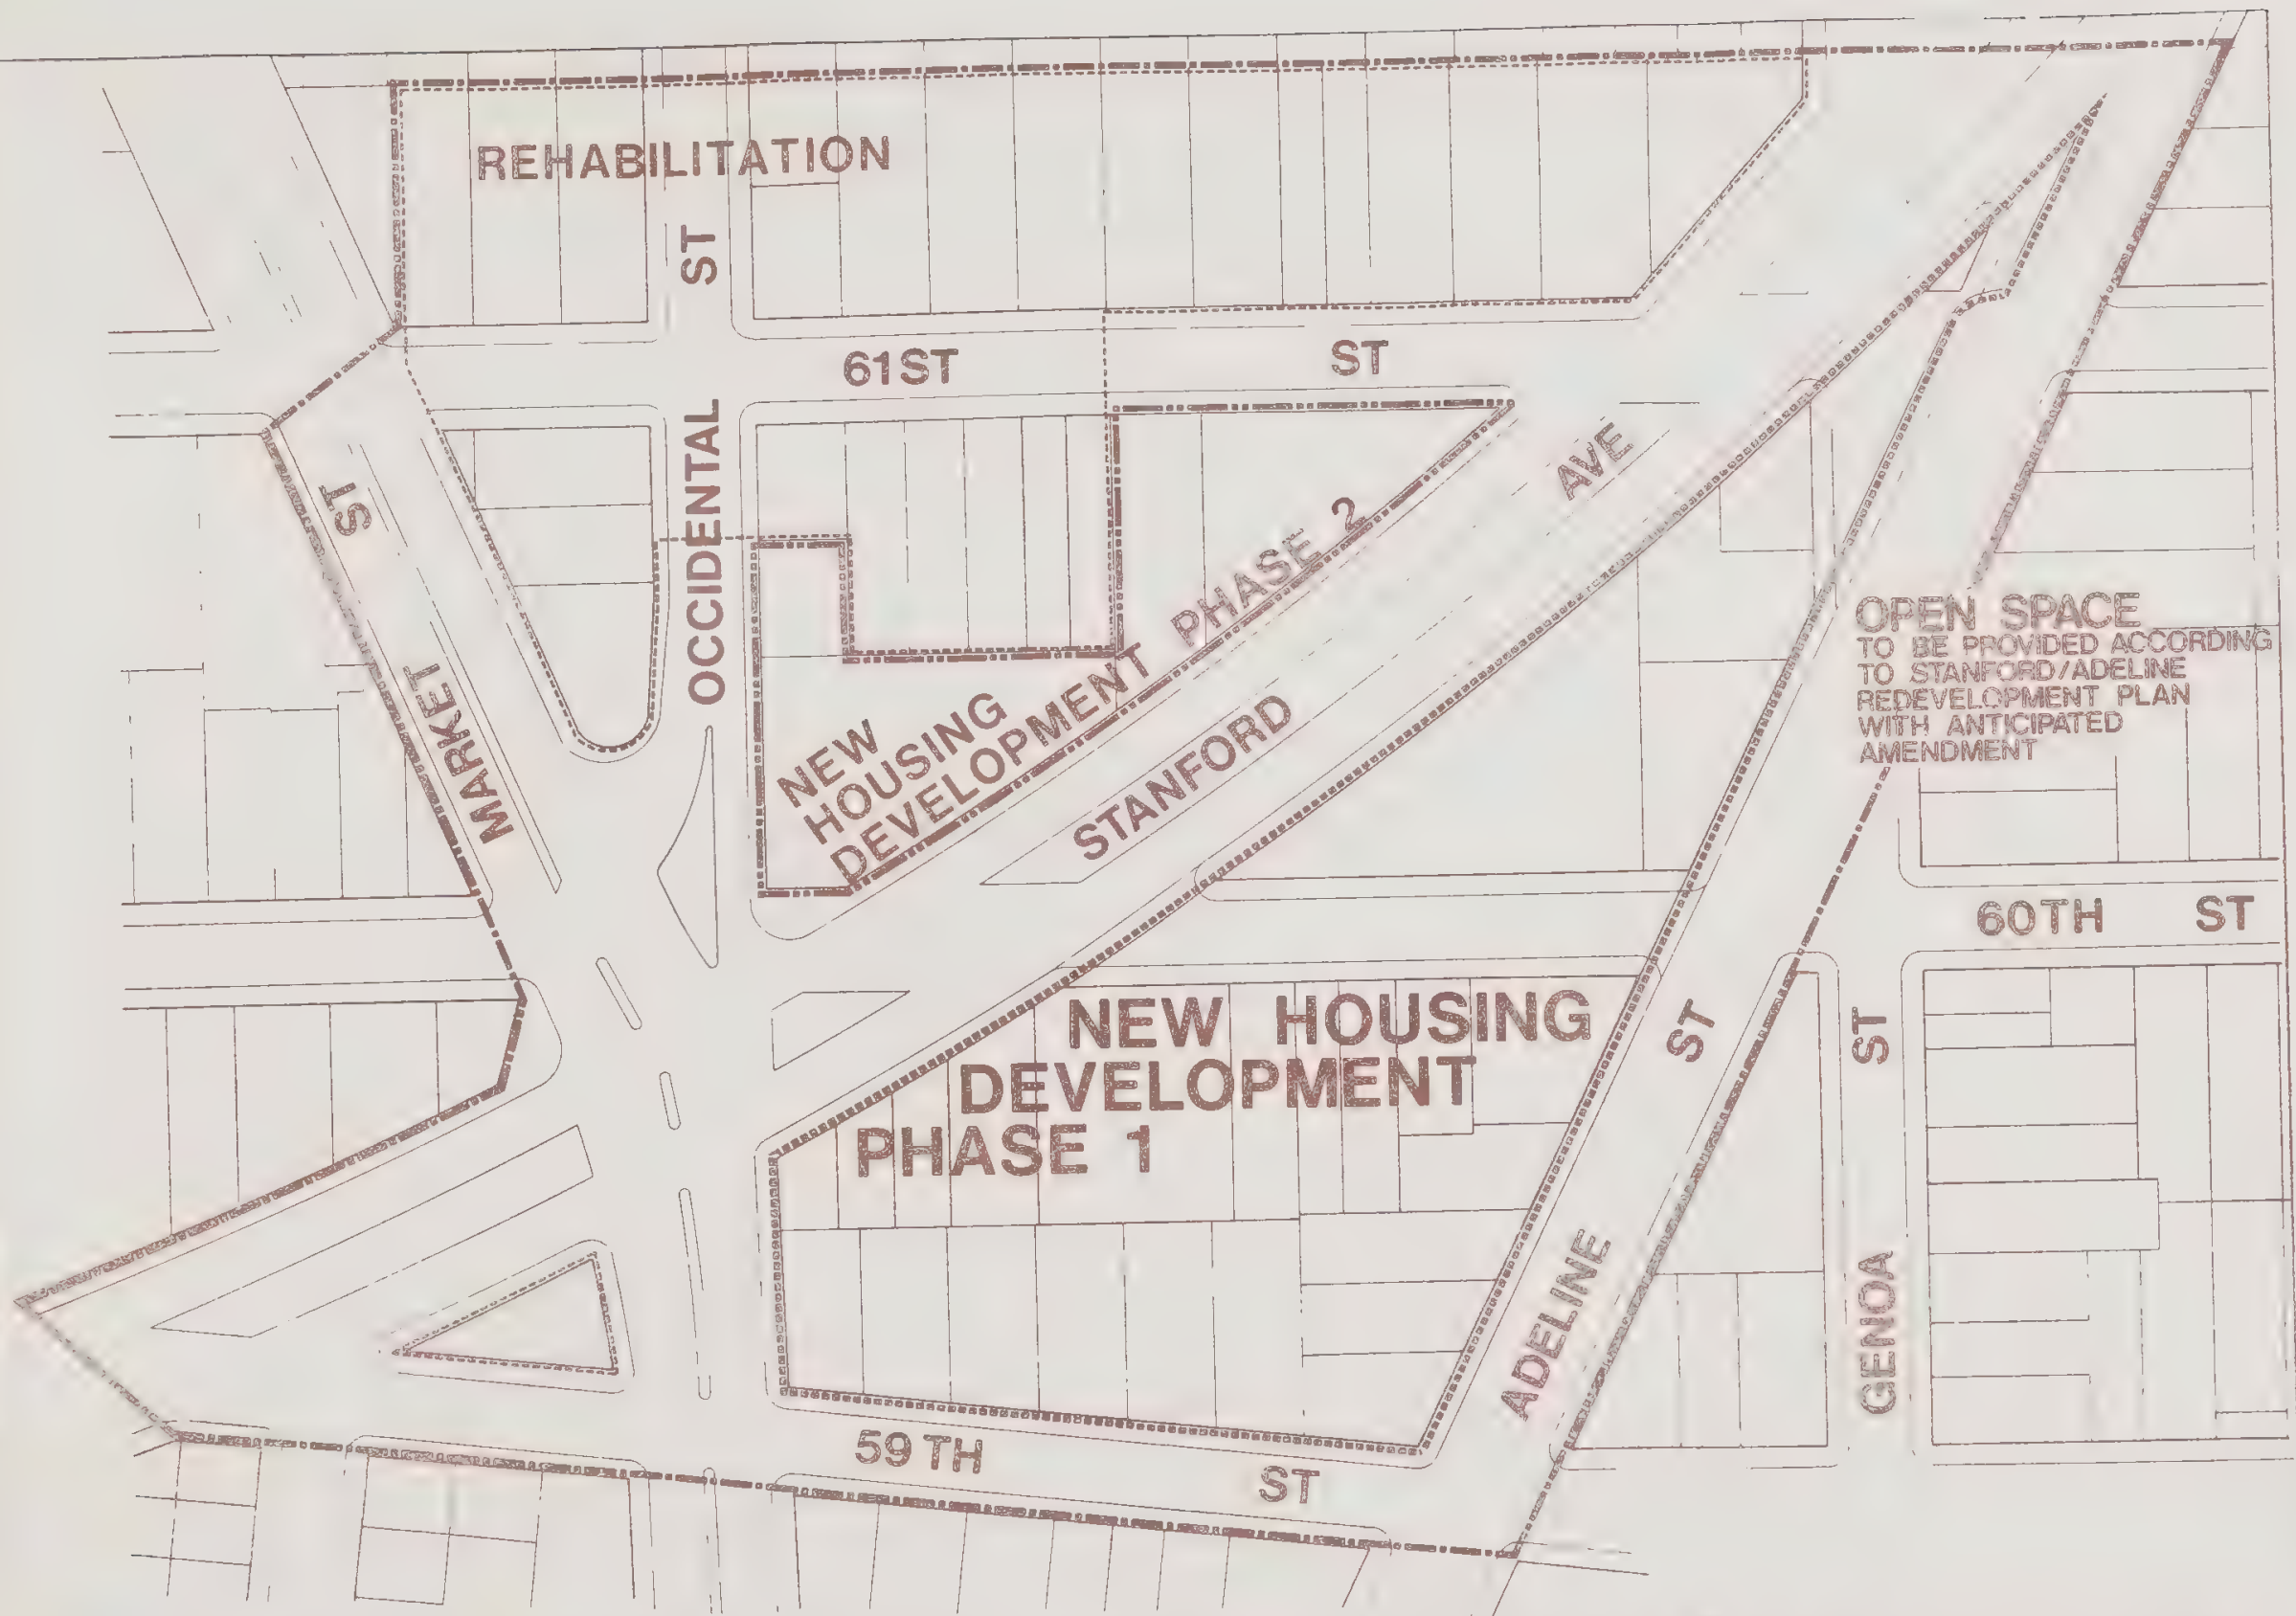 REHABILITATION
ST
61ST ST
OCCIDENTAL
ST
MARKET
AVE
NEW
HOUSING
DEVELOPMENT PHASE 2
STANFORD
OPEN SPACE
TO BE PROVIDED ACCORDING
TO STANFORD/ADELINE
REDEVELOPMENT PLAN
WITH ANTICIPATED
AMENDMENT
60TH ST
NEW HOUSING
DEVELOPMENT
PHASE 1
ST
ADELINE
ST
GENOA
59TH ST